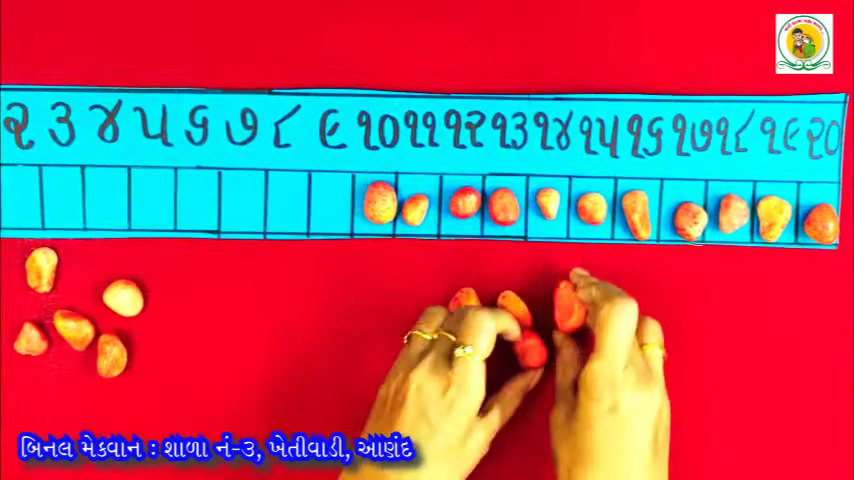 ૨ ૩ ૪ ૫ ૬ ૭ ૮ ૯ ૧૦ ૧૧ ૧૨ ૧૩ ૧૪ ૧૫ ૧૬ ૧૭ ૧૮ ૧૯ ૨૦
બિનલ મેકવાન : શાળા નં-૩, ખેતીવાડી, આણંદ